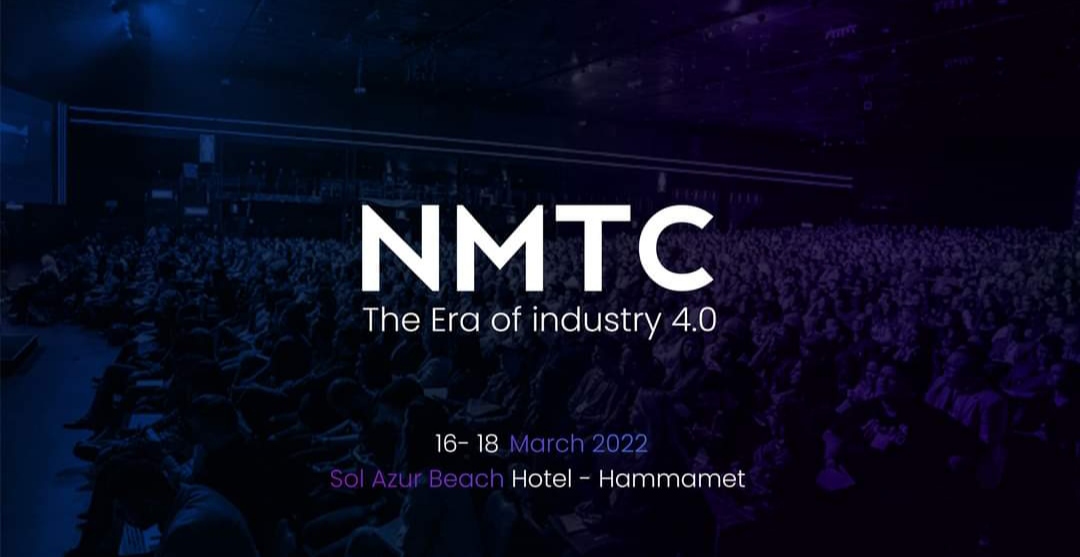 NMTC
The Era of industry 4.0
16- 18 March 2022
Sol Azur Beach Hotel - Hammamet